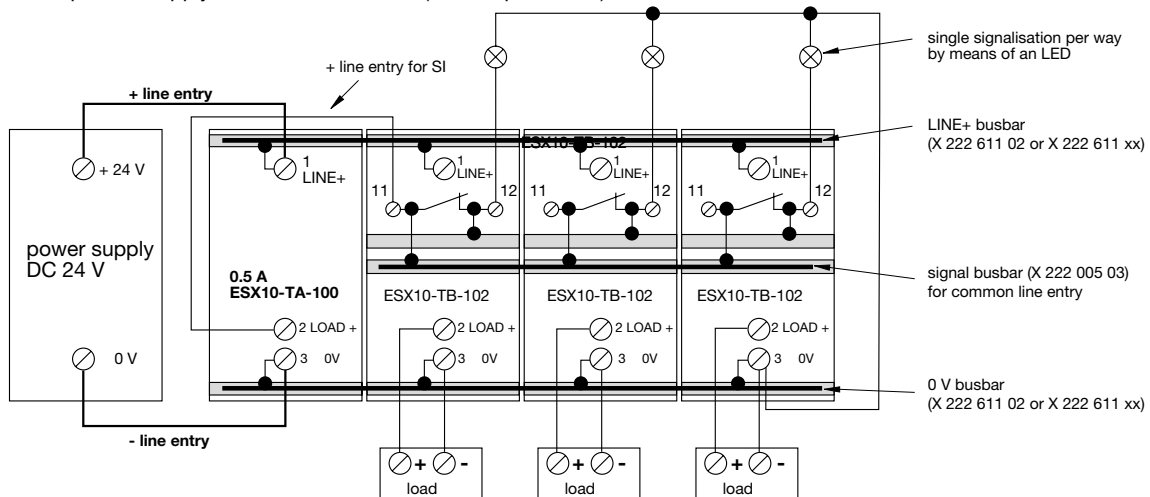 single signalisation per way
by means of an LED
+ line entry for SI
+ line entry
LINE+ busbar
(X 222 611 02 or X 222 611 xx)
ESX10-TB-102
+ 24 V
1
LINE+
1
LINE+
1
LINE+
1
LINE+
11
12
11
12
11
12
power supply
DC 24 V
0.5 A
ESX10-TA-100
signal busbar (X 222 005 03)
for common line entry
ESX10-TB-102
ESX10-TB-102
ESX10-TB-102
2 LOAD +
2 LOAD +
2 LOAD +
2 LOAD +
0 V
3 0V
3 0V
3 0V
3 0V
0 V busbar
(X 222 611 02 or X 222 611 xx)
- line entry
+ -
load
+ -
load
+ -
load